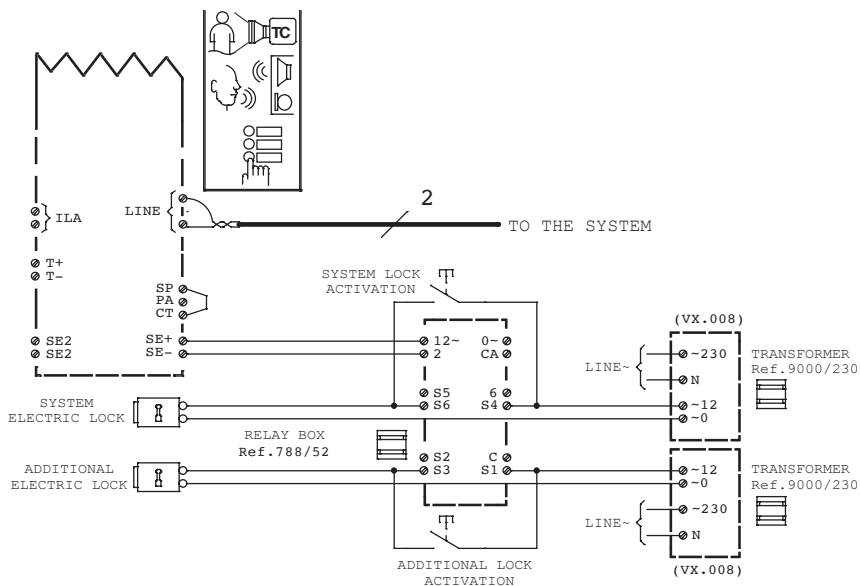 TC
2
LINE
ILA
TO THE SYSTEM
T+
T-
SP
PA
CT
SYSTEM LOCK
ACTIVATION
(VX.008)
SE2
SE2
SE+
SE-
12~
2
0~
CA
LINE~
~230
N
TRANSFORMER
Ref.9000/230
S5
S6
6
S4
~12
~0
SYSTEM
ELECTRIC LOCK
RELAY BOX
Ref.788/52
S2
S3
C
S1
ADDITIONAL
ELECTRIC LOCK
~12
~0
TRANSFORMER
Ref.9000/230
LINE~
~230
N
ADDITIONAL LOCK
ACTIVATION
(VX.008)